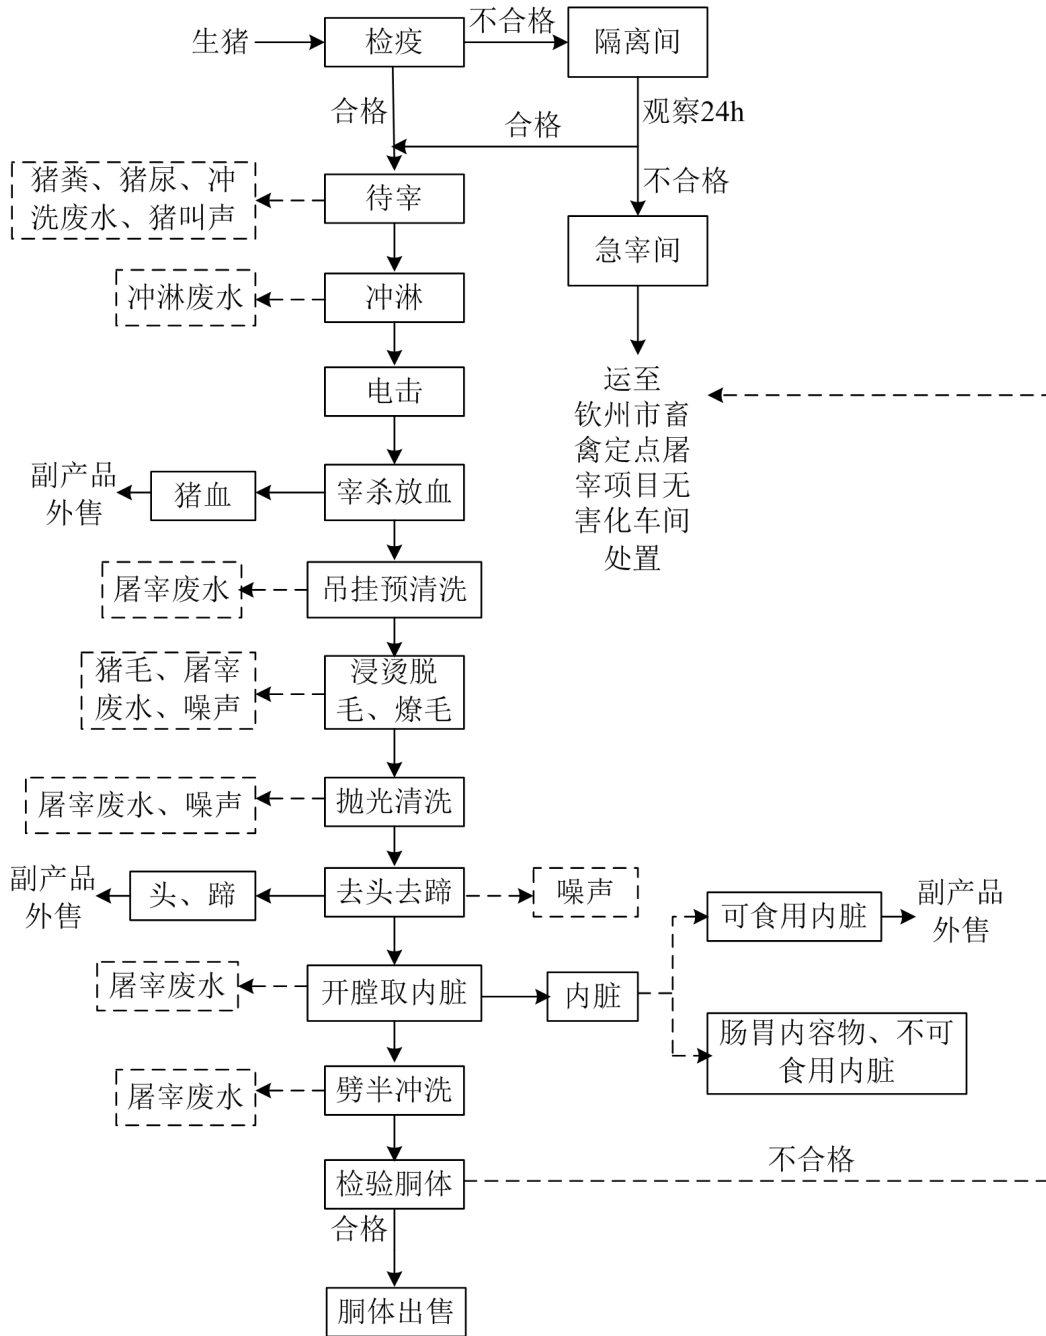 生猪
检疫
不合格
隔离间
合格
合格
观察24h
猪粪、猪尿、冲
洗废水、猪叫声
待宰
不合格
急宰间
冲淋废水
冲淋
电击
运至
钦州市畜
禽定点屠
宰项目无
害化车间
处置
副产品
外售
猪血
宰杀放血
屠宰废水
吊挂预清洗
猪毛、屠宰
废水、噪声
浸烫脱
毛、燎毛
屠宰废水、噪声
抛光清洗
副产品
外售
头、蹄
去头去蹄
噪声
可食用内脏
副产品
外售
屠宰废水
开膛取内脏
内脏
肠胃内容物、不可
食用内脏
屠宰废水
劈半冲洗
检验胴体
不合格
合格
胴体出售